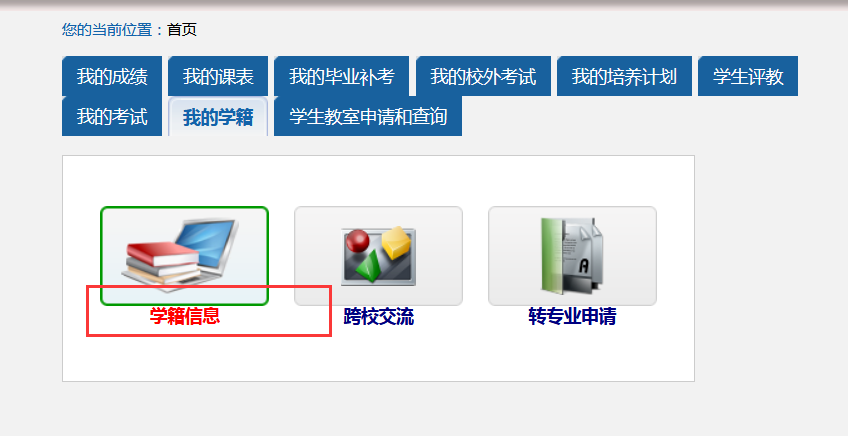 您的当前位置：首页
我的成绩 我的课表 我的毕业补考 我的校外考试 我的培养计划 学生评教
我的考试 我的学籍 学生教室申请和查询
A
学籍信息 跨校交流 转专业申请